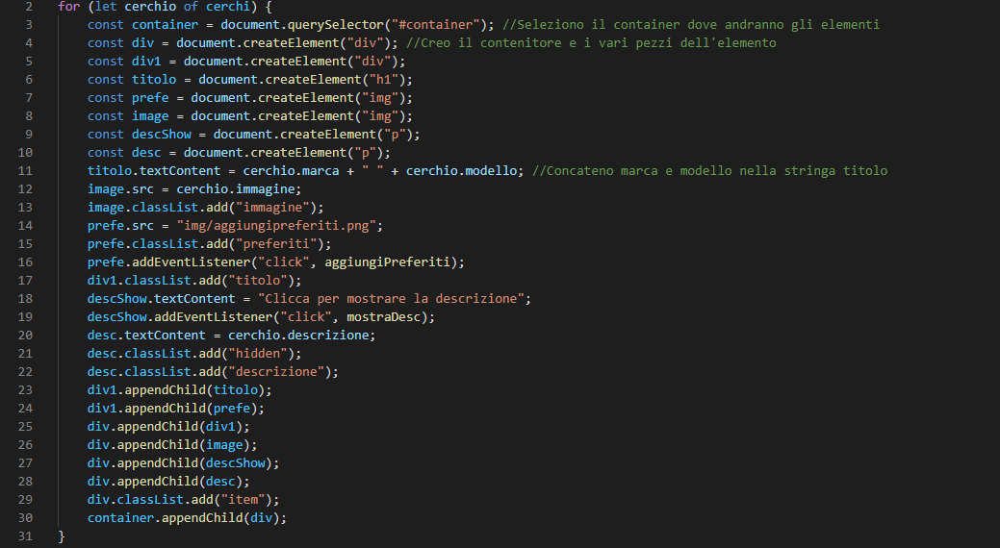 2 for (let cerchio of cerchi) {
3 const container = document.querySelector("#container"); //Seleziono il container dove andranno gli elementi
4 const div = document.createElement("div"); //Creo il contenitore e i vari pezzi dell'elemento
5 const div1 = document.createElement("div");
6 const titolo = document.createElement("h1");
7 const prefe = document.createElement("img");
8 const image = document.createElement("img");
9 const descShow = document.createElement("p");
10 const desc = document.createElement("p");
11 titolo.textContent = cerchio.marca + " " + cerchio.modello; //Concateno marca e modello nella stringa titolo
12 image.src = cerchio.immagine;
13 image.classList.add("immagine");
14 prefe.src = "img/aggiungipreferiti.png";
15 prefe.classList.add("preferiti");
16 prefe.addEventListener("click", aggiungiPreferiti);
17 div1.classList.add("titolo");
18 descShow.textContent = "Clicca per mostrare la descrizione";
19 descShow.addEventListener("click", mostraDesc);
20 desc.textContent = cerchio.descrizione;
21 desc.classList.add("hidden");
22 desc.classList.add("descrizione");
23 div1.appendChild(titolo);
24 div1.appendChild(prefe);
25 div.appendChild(div1);
26 div.appendChild(image);
27 div.appendChild(descShow);
28 div.appendChild(desc);
29 div.classList.add("item");
30 container.appendChild(div);
31 }